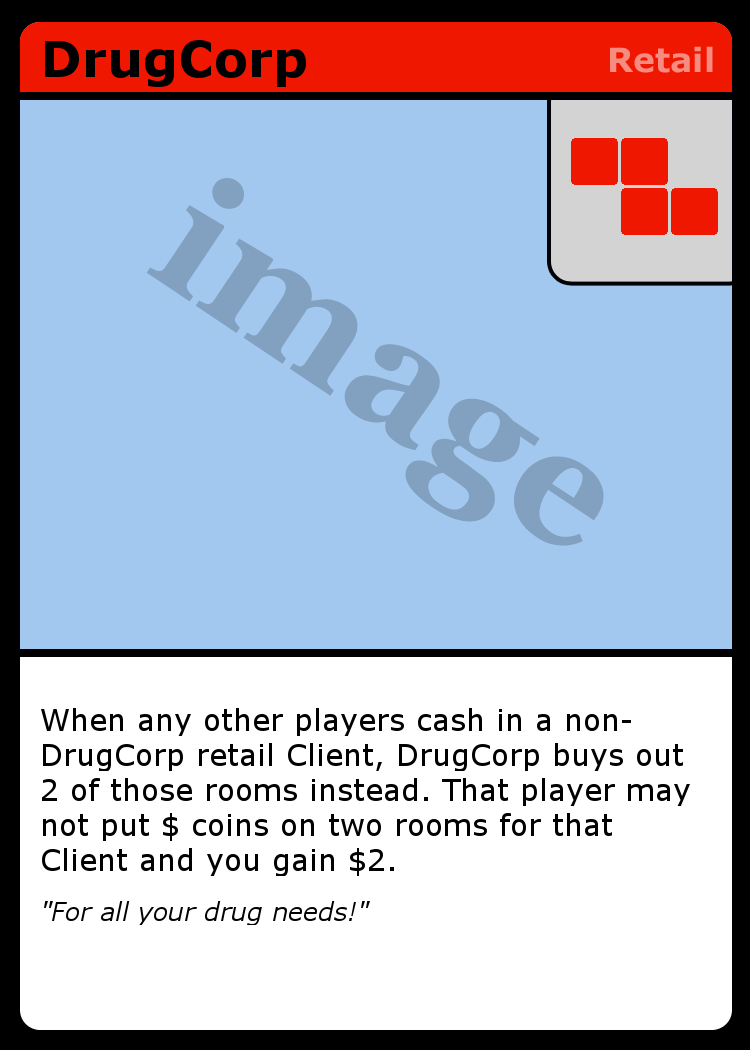 DrugCorp
Retail
image
When any other players cash in a non-
DrugCorp retail Client, DrugCorp buys out
2 of those rooms instead. That player may
not put $ coins on two rooms for that
Client and you gain $2.
"For all your drug needs!"